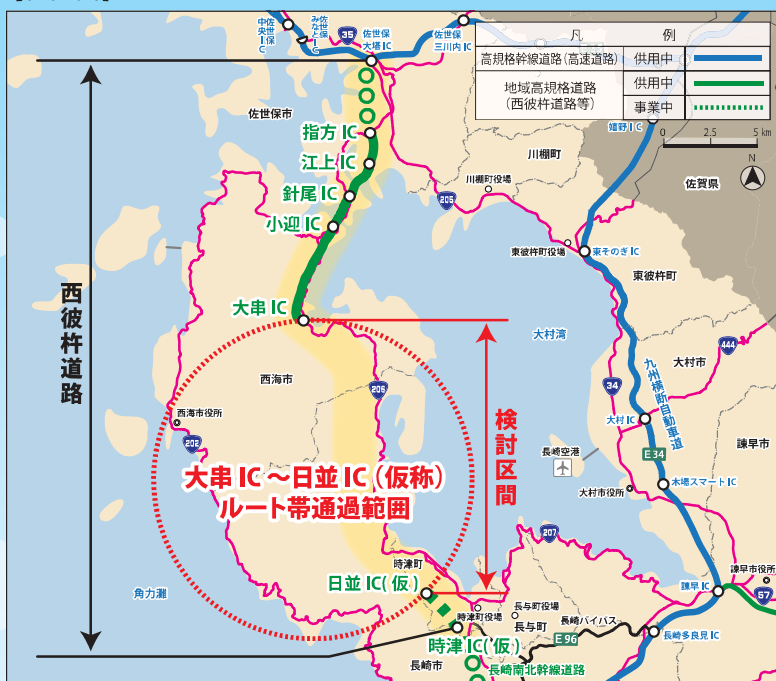 佐世保
中央IC
佐世保
みなとIC
35
佐世保
大塔IC
佐世保
三川内IC
凡 例
高規格幹線道路(高速道路)
供用中
地域高規格道路
(西彼杵道路等)
供用中
事業中
嬉野IC
0 2.5 5 km
N
佐世保市
指方IC
江上IC
針尾IC
小迎IC
大串IC
川棚町
川棚町役場
205
佐賀県
東彼杵町役場
東そのぎIC
東彼杵町
西彼杵道路
大村湾
444
大村市
九州横断自動車道
34
西海市
206
西海市役所
202
検討区間
大村IC
諫早市
長崎空港
E34
木場スマートIC
大村市役所
大串IC~日並IC(仮称)
ルート帯通過範囲
207
時津町
日並IC(仮)
角力灘
諫早市役所
諫早IC
57
時津町役場
長与町役場
長与町
長崎バイパス
E96
長崎多良見IC
時津IC(仮)
長崎市
長崎南北幹線道路